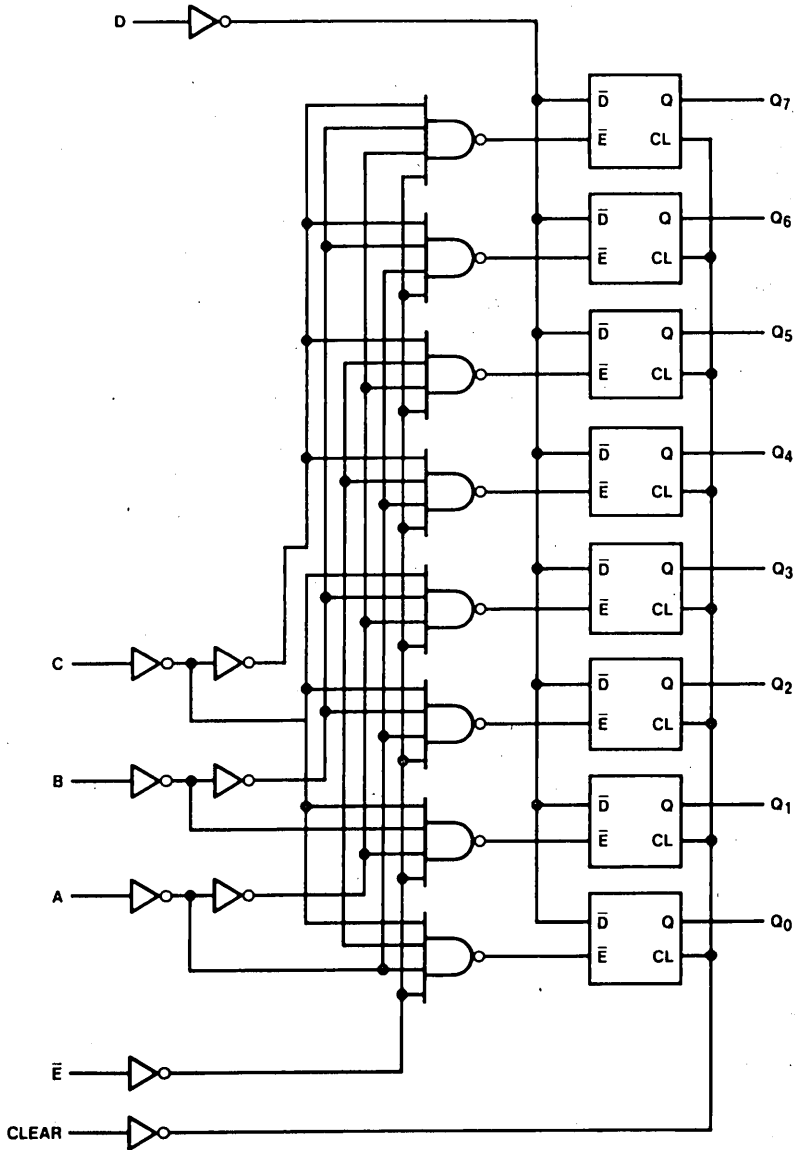 D
D̅ Q Q7
E̅ CL
D̅ Q Q6
E̅ CL
D̅ Q Q5
E̅ CL
D̅ Q Q4
E̅ CL
D̅ Q Q3
E̅ CL
C
D̅ Q Q2
E̅ CL
B
D̅ Q Q1
E̅ CL
A
D̅ Q Q0
E̅ CL
E̅
CLEAR